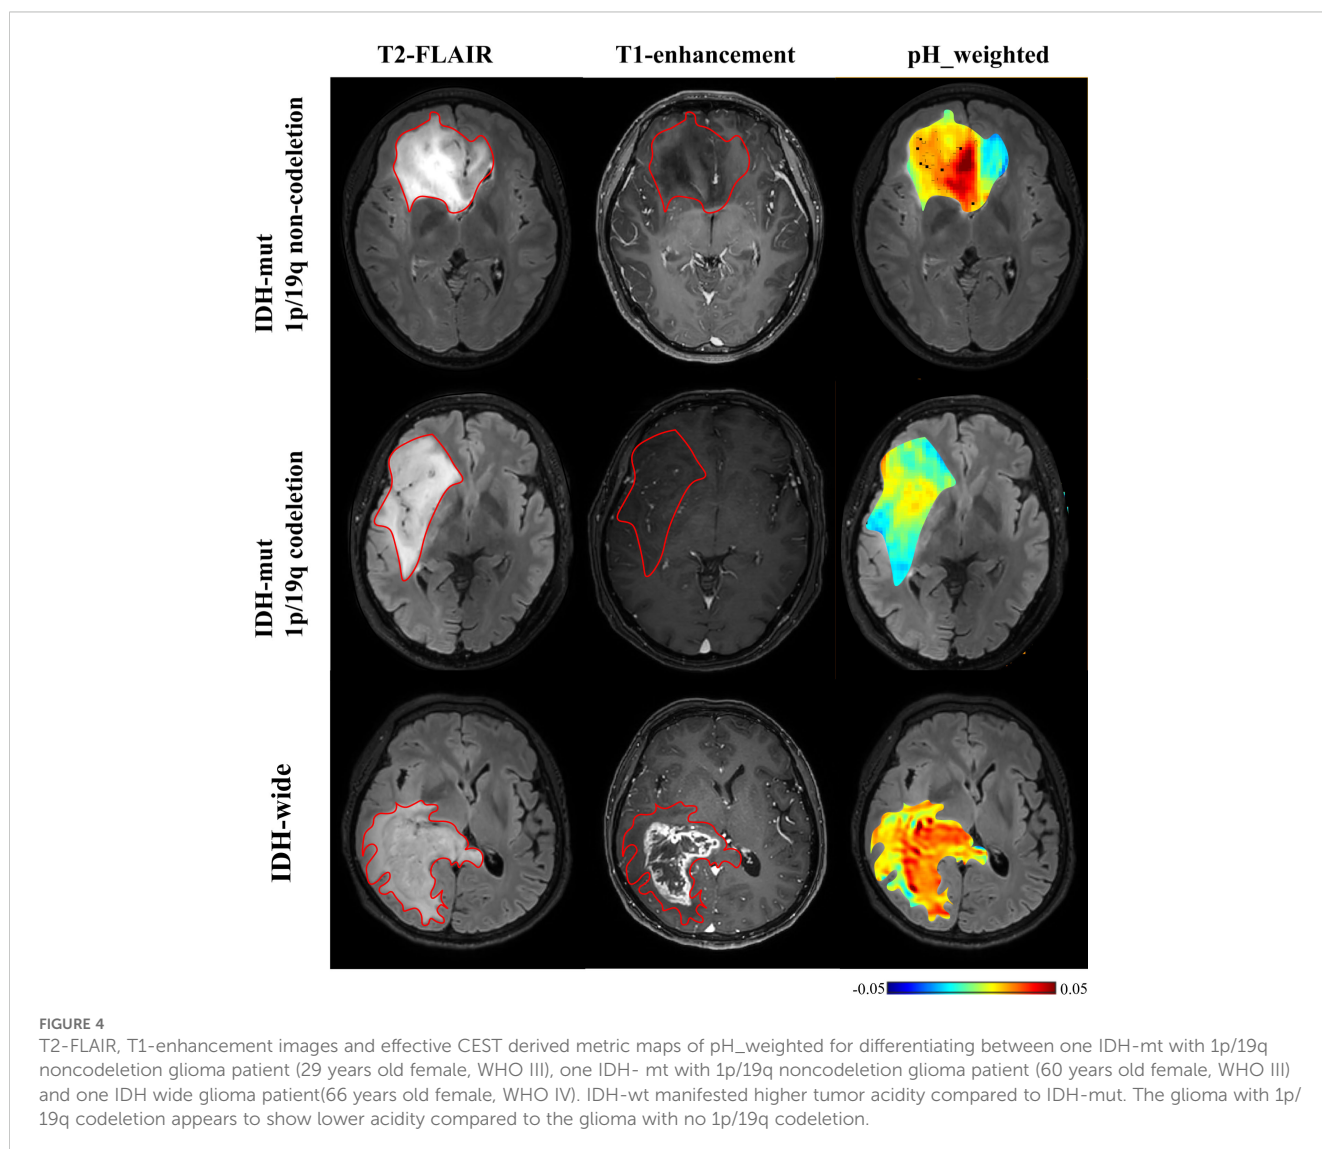 T2-FLAIR T1-enhancement pH_weighted
IDH-mut
1p/19q non-codeletion
IDH-mut
1p/19q codeletion
IDH-wide
-0.05 0.05
FIGURE 4
T2-FLAIR, T1-enhancement images and effective CEST derived metric maps of pH_weighted for differentiating between one IDH-mt with 1p/19q
noncodeletion glioma patient (29 years old female, WHO III), one IDH- mt with 1p/19q noncodeletion glioma patient (60 years old female, WHO III)
and one IDH wide glioma patient(66 years old female, WHO IV). IDH-wt manifested higher tumor acidity compared to IDH-mut. The glioma with 1p/
19q codeletion appears to show lower acidity compared to the glioma with no 1p/19q codeletion.